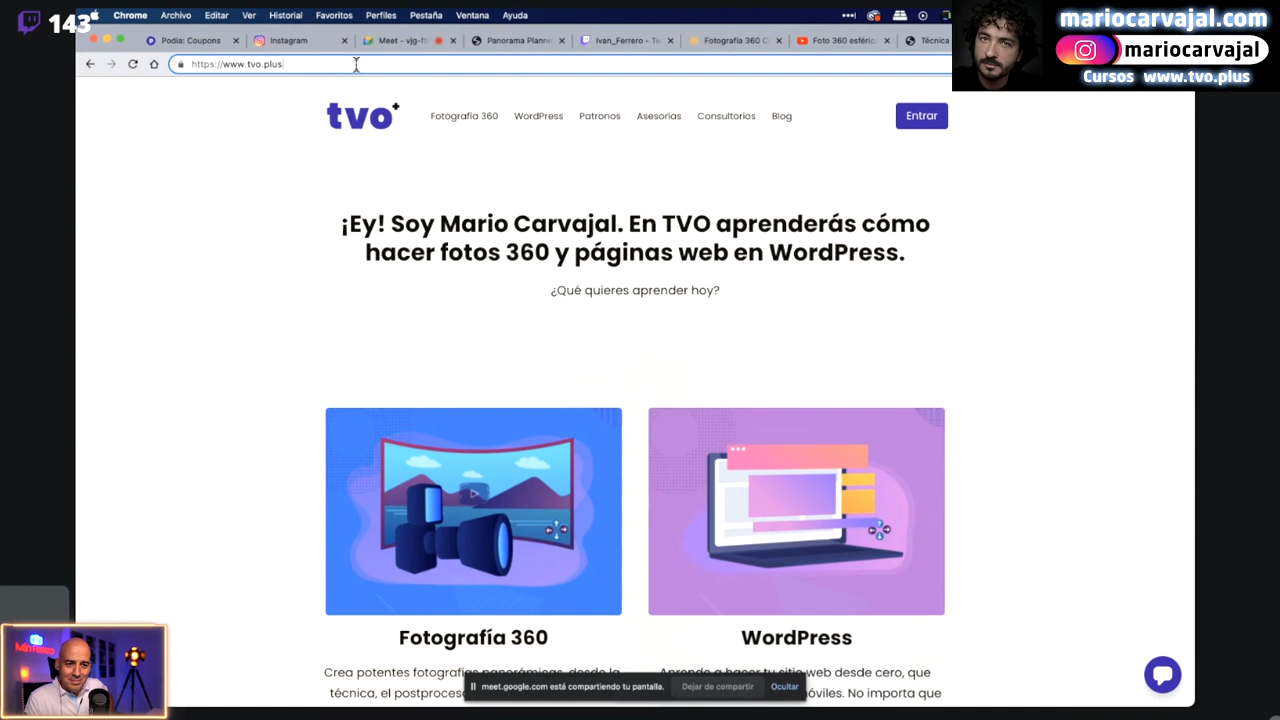 143
Chrome Archivo Editar Ver Historial Favoritos Perfiles Pestaña Ventana Ayuda
mariocarvajal.com
mariocarvajal
Cursos www.tvo.plus
Podia: Coupons
Instagram
Meet - vjg-ft
Panorama Planne
Ivan_Ferrero - T
Fotografía 360 C
Foto 360 esféric
Técnica
https://www.tvo.plus
tvo+
Fotografía 360 WordPress Patronos Asesorías Consultorios Blog
Entrar
¡Ey! Soy Mario Carvajal. En TVO aprenderás cómo
hacer fotos 360 y páginas web en WordPress.
¿Qué quieres aprender hoy?
Fotografía 360
WordPress
Crea potentes fotografías panorámicas desde la
técnica, el postproceso
Aprende a hacer tu sitio web desde cero, que
móviles. No importa que
meet.google.com está compartiendo tu pantalla.
Dejar de compartir
Ocultar